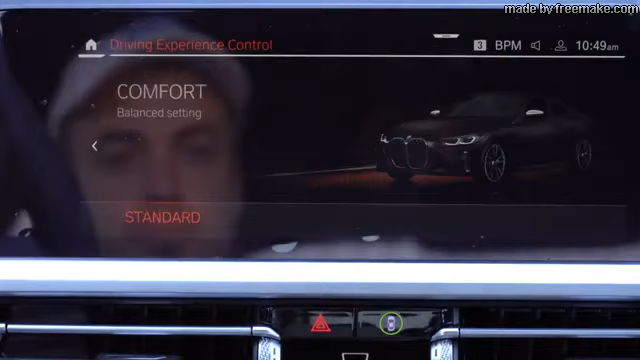 made by freemake.com
Driving Experience Control
3 BPM 10:49am
COMFORT
Balanced setting
STANDARD